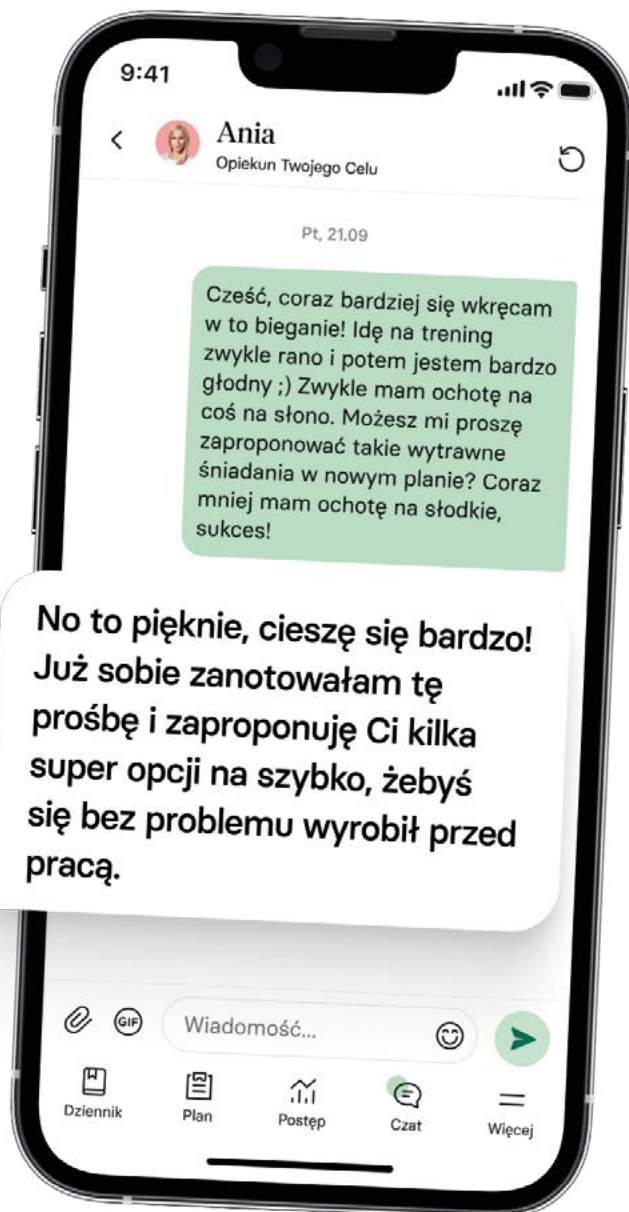 9:41
Ania
Opiekun Twojego Celu
Pt, 21.09
Cześć, coraz bardziej się wkręcam
w to bieganie! Idę na trening
zwykle rano i potem jestem bardzo
głodny ;) Zwykle mam ochotę na
coś na słono. Możesz mi proszę
zaproponować takie wytrawne
śniadania w nowym planie? Coraz
mniej mam ochotę na słodkie,
sukces!
No to pięknie, cieszę się bardzo!
Już sobie zanotowałam tę
prośbę i zaproponuję Ci kilka
super opcji na szybko, żebyś
się bez problemu wyrobił przed
pracą.
GIF
Wiadomość...
Dziennik
Plan
Postęp
Czat
Więcej